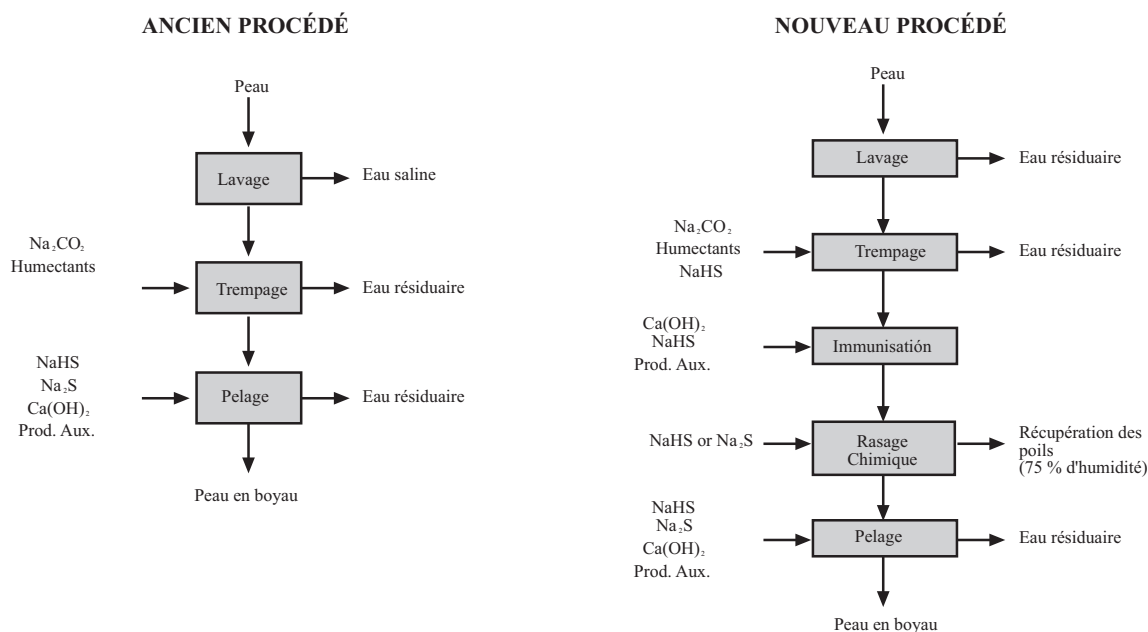 ANCIEN PROCÉDÉ
Peau
Lavage
Eau saline
Na₂CO₂
Humectants
Trempage
Eau résiduaire
NaHS
Na₂S
Ca(OH)₂
Prod. Aux.
Pelage
Eau résiduaire
Peau en boyau
NOUVEAU PROCÉDÉ
Peau
Lavage
Eau résiduaire
Na₂CO₂
Humectants
NaHS
Trempage
Eau résiduaire
Ca(OH)₂
NaHS
Prod. Aux.
Immunisatión
NaHS or Na₂S
Rasage
Chimique
Récupération des
poils
(75 % d'humidité)
NaHS
Na₂S
Ca(OH)₂
Prod. Aux.
Pelage
Eau résiduaire
Peau en boyau